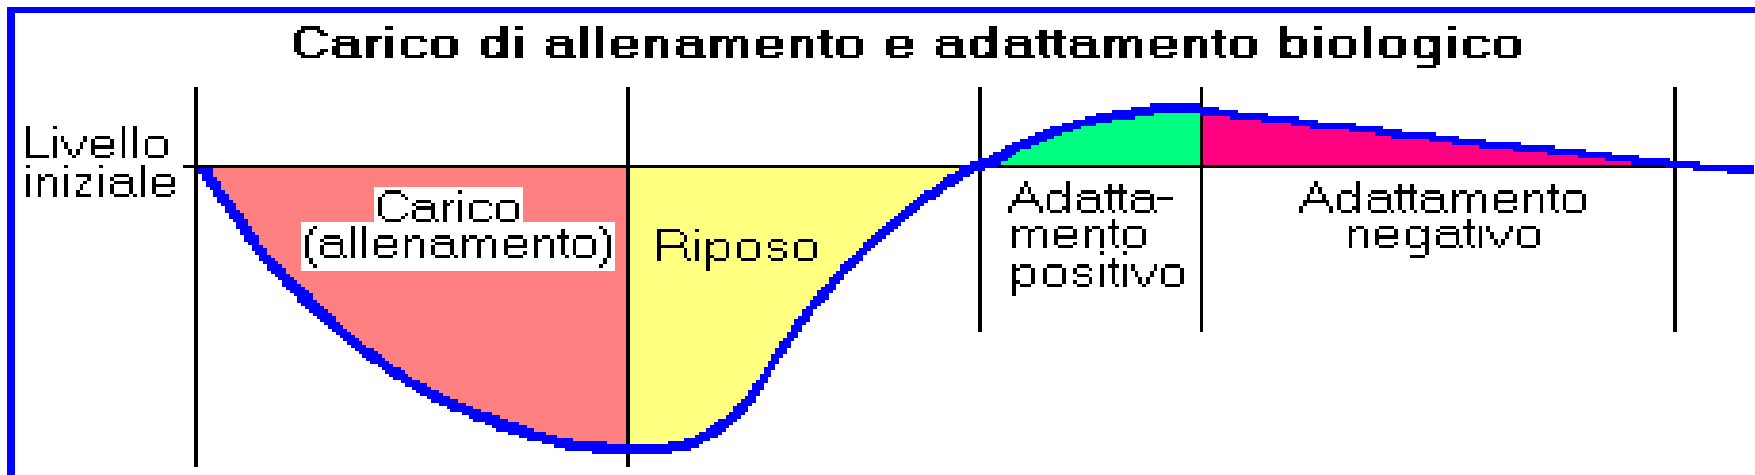 Carico di allenamento e adattamento biologico
Livello
iniziale
Carico
(allenamento)
Riposo
Adatta-
mento
positivo
Adattamento
negativo